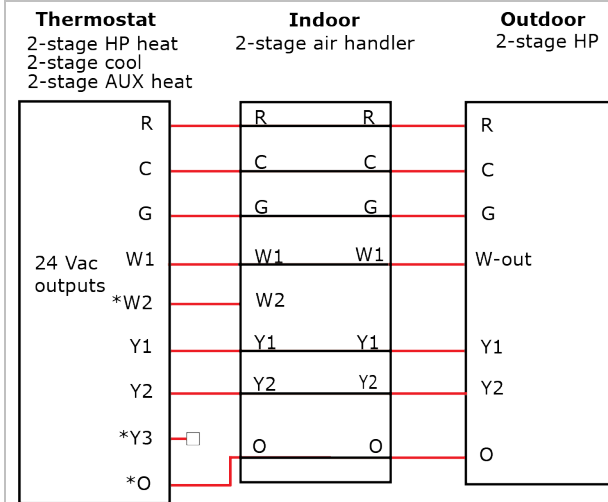 Thermostat
2-stage HP heat
2-stage cool
2-stage AUX heat
Indoor
2-stage air handler
Outdoor
2-stage HP
R R R R
C C C C
G G G G
24 Vac
outputs
W1 W1 W1 W-out
*W2 W2
Y1 Y1 Y1 Y1
Y2 Y2 Y2 Y2
*Y3
*O O O O